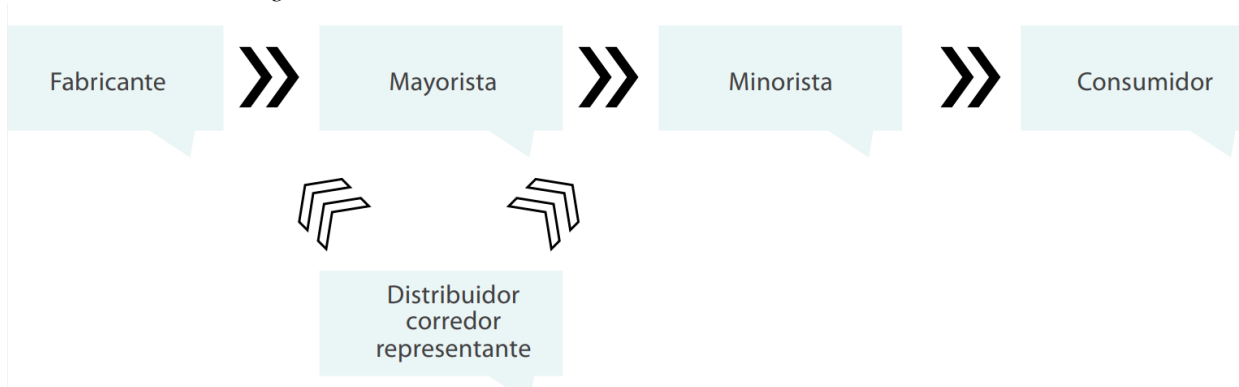 Fabricante
Mayorista
Minorista
Consumidor
Distribuidor
corredor
representante